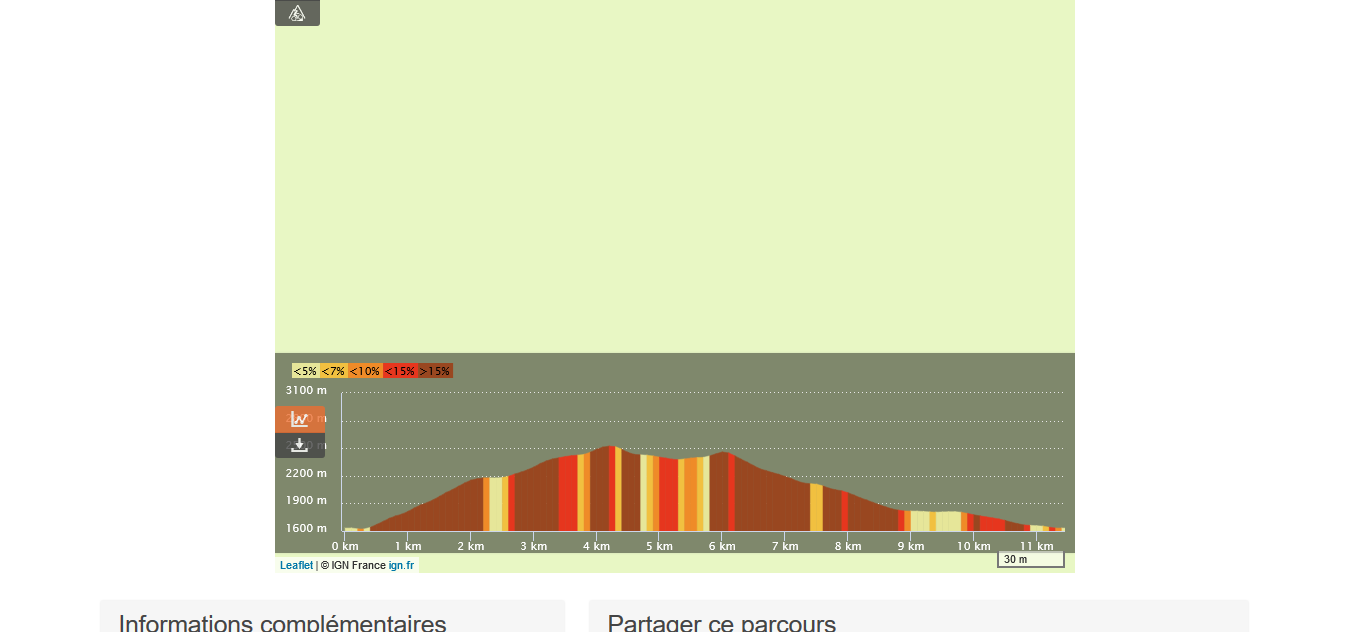 <5% <7% <10% <15% >15%
3100 m
2200 m
1900 m
1600 m
0 km 1 km 2 km 3 km 4 km 5 km 6 km 7 km 8 km 9 km 10 km 11 km
30 m
Leaflet | © IGN France ign.fr
Informations complémentaires
Partager ce parcours